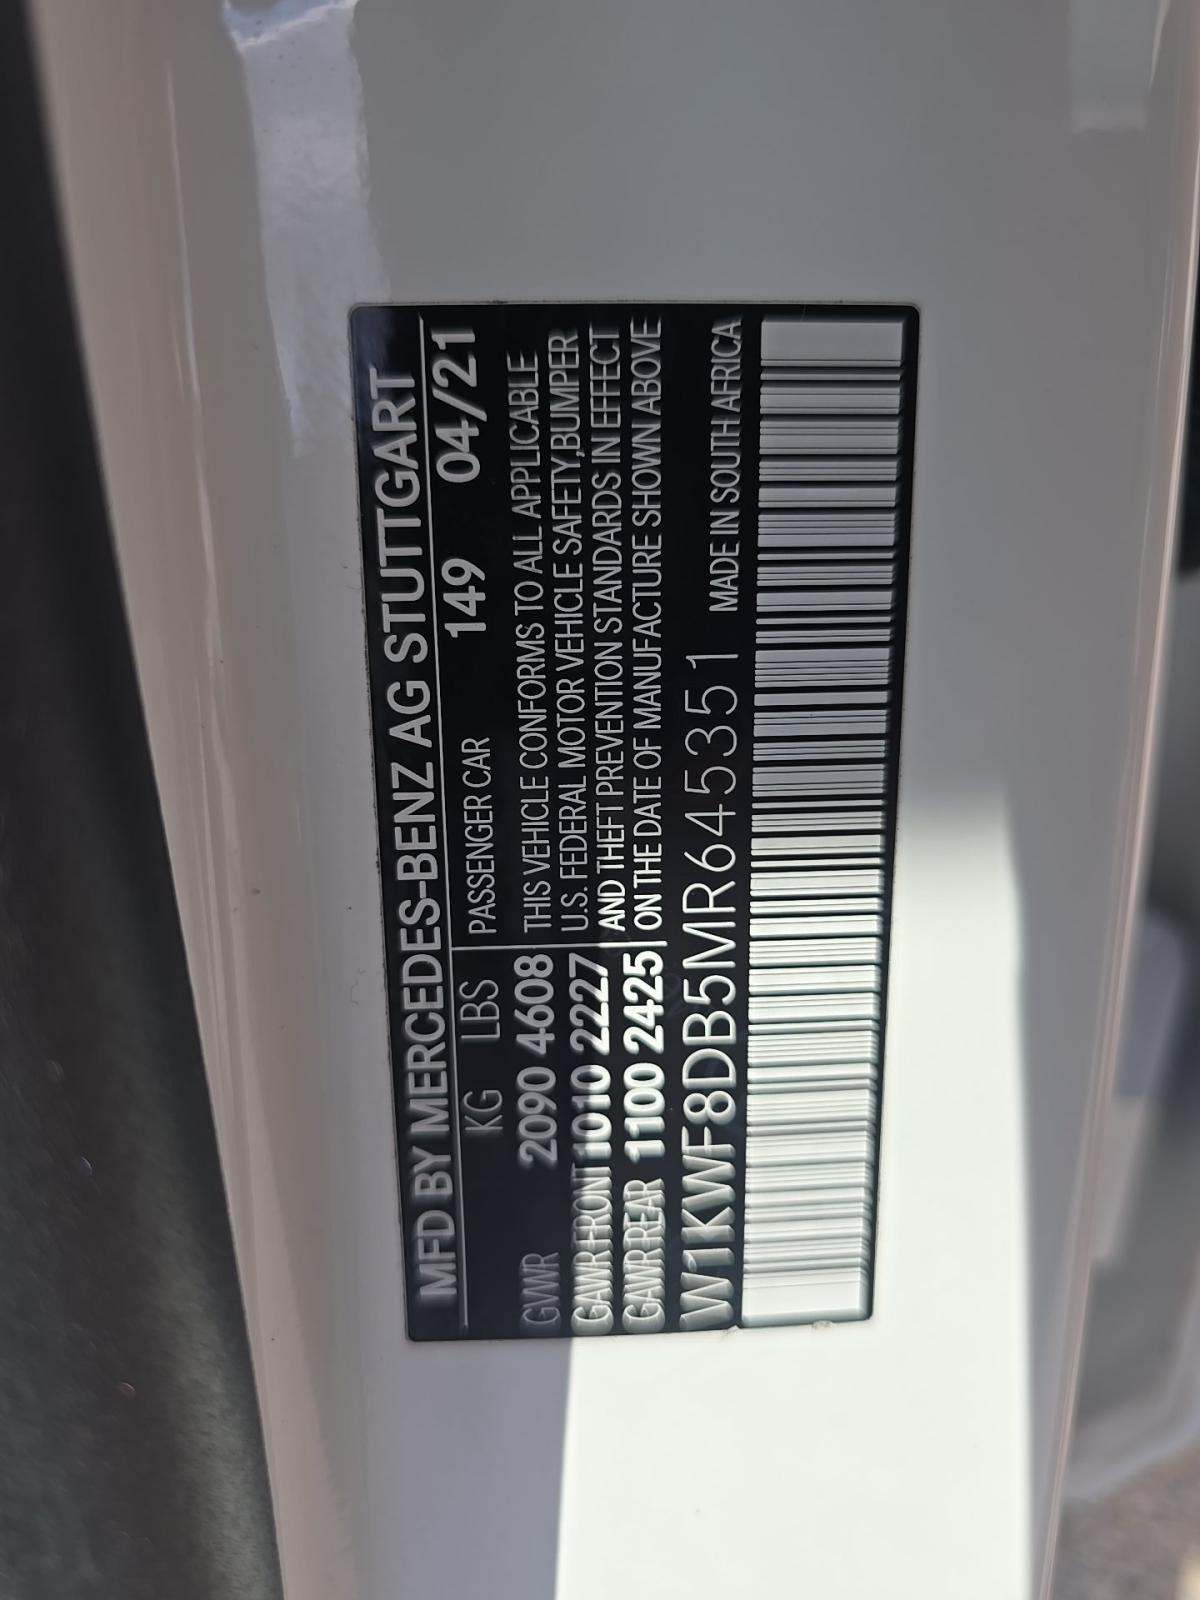 MFD BY MERCEDES-BENZ AG STUTTGART
KG LBS PASSENGER CAR 149 04/21
GVWR 2090 4608 THIS VEHICLE CONFORMS TO ALL APPLICABLE
GAWR FRONT 1010 2227 U.S. FEDERAL MOTOR VEHICLE SAFETY,BUMPER
GAWR REAR 1100 2425 AND THEFT PREVENTION STANDARDS IN EFFECT
ON THE DATE OF MANUFACTURE SHOWN ABOVE
W1KWF8DB5MR645351 MADE IN SOUTH AFRICA